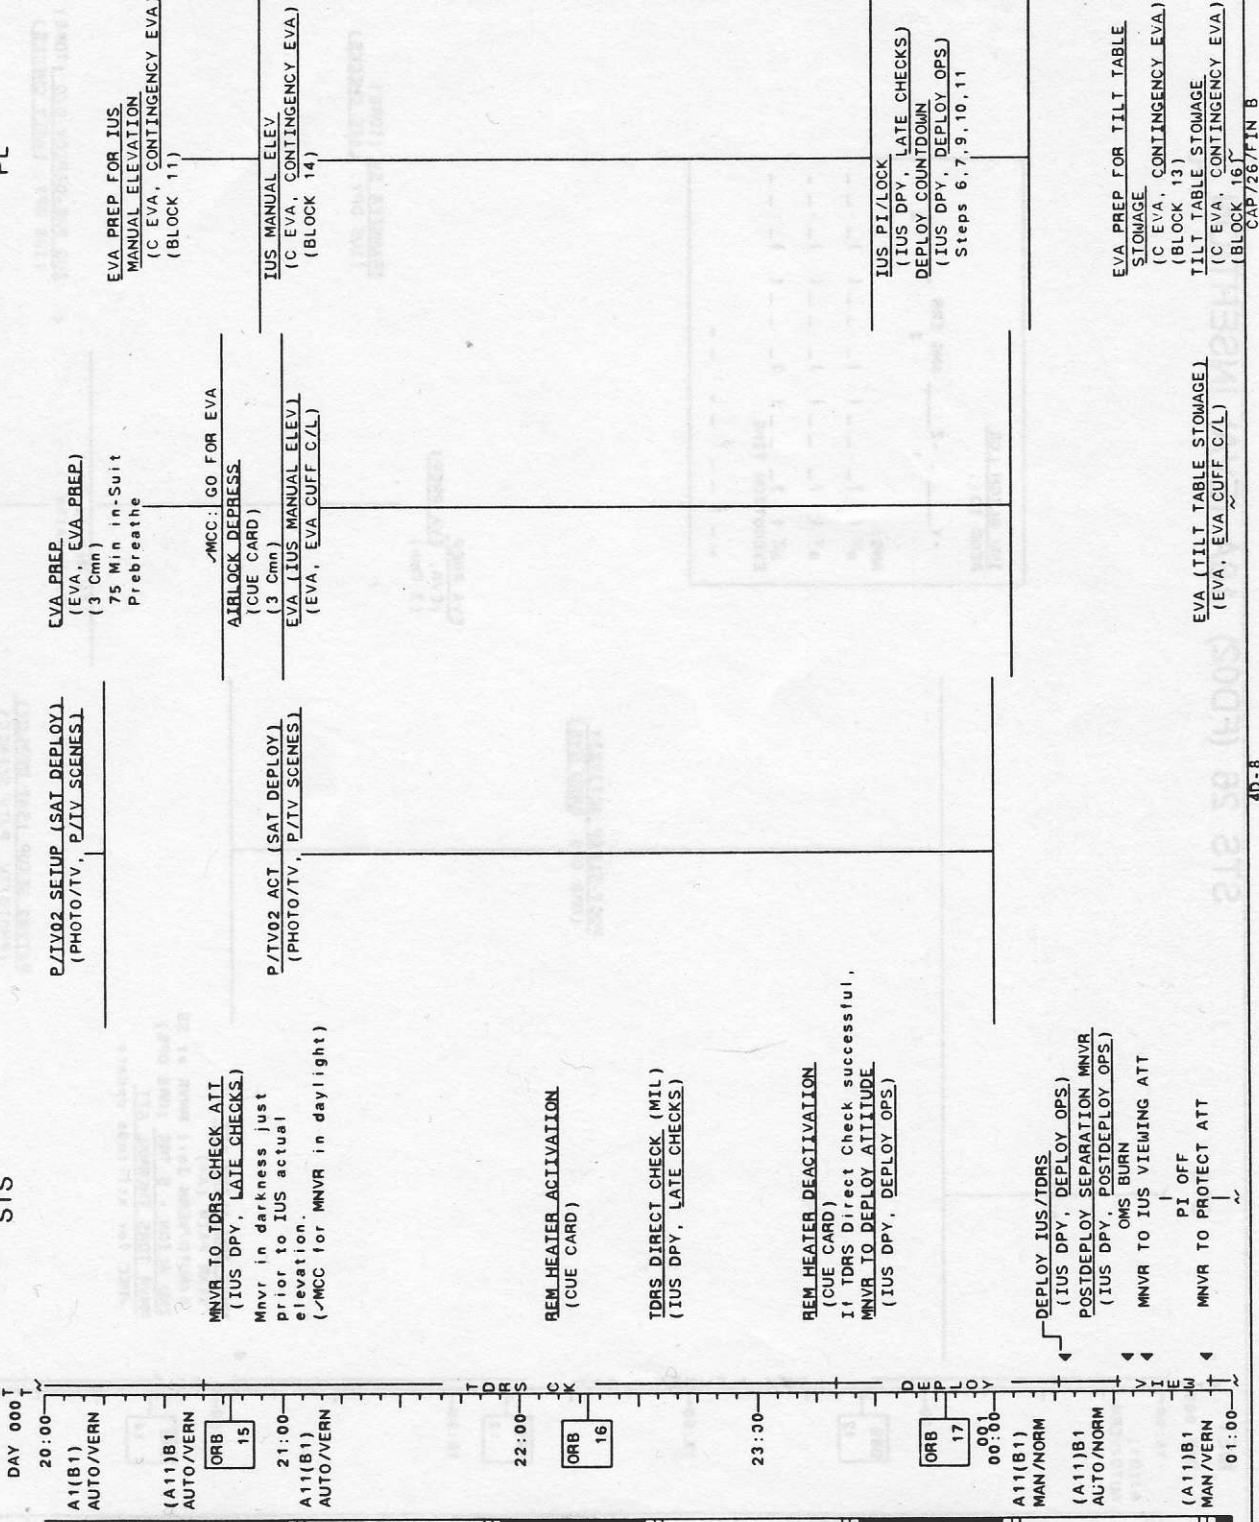 DAY 000
STS
PL
20:00
A1(B1)
AUTO/VERN
(A11)B1
AUTO/VERN
ORB
15
21:00
A11(B1)
AUTO/VERN
22:00
ORB
16
23:30
ORB
17
001
00:00
A11(B1)
MAN/NORM
(A11)B1
AUTO/NORM
(A11)B1
MAN/VERN
01:00
TDRS CK
DEPLOY
VIEW
MNVR TO TDRS CHECK ATT
(IUS DPY, LATE CHECKS)
Mnvr in darkness just
prior to IUS actual
elevation.
(✓MCC for MNVR in daylight)
REM HEATER ACTIVATION
(CUE CARD)
TDRS DIRECT CHECK (MIL)
(IUS DPY, LATE CHECKS)
REM HEATER DEACTIVATION
(CUE CARD)
If TDRS Direct Check successful,
MNVR TO DEPLOY ATTITUDE
(IUS DPY, DEPLOY OPS)
DEPLOY IUS/TDRS
(IUS DPY, DEPLOY OPS)
POSTDEPLOY SEPARATION MNVR
(IUS DPY, POSTDEPLOY OPS)
OMS BURN
MNVR TO IUS VIEWING ATT
PI OFF
MNVR TO PROTECT ATT
P/TV02 SETUP (SAT DEPLOY)
(PHOTO/TV, P/TV SCENES)
P/TV02 ACT (SAT DEPLOY)
(PHOTO/TV, P/TV SCENES)
EVA PREP
(EVA, EVA PREP)
(3 Cmn)
75 Min in-Suit
Prebreathe
✓MCC: GO FOR EVA
AIRLOCK DEPRESS
(CUE CARD)
(3 Cmn)
EVA (IUS MANUAL ELEV)
(EVA, EVA CUFF C/L)
EVA (TILT TABLE STOWAGE)
(EVA, EVA CUFF C/L)
EVA PREP FOR IUS
MANUAL ELEVATION
(C EVA, CONTINGENCY EVA)
(BLOCK 11)
IUS MANUAL ELEV
(C EVA, CONTINGENCY EVA)
(BLOCK 14)
IUS PI/LOCK
(IUS DPY, LATE CHECKS)
DEPLOY COUNTDOWN
(IUS DPY, DEPLOY OPS)
Steps 6,7,9,10,11
EVA PREP FOR TILT TABLE
STOWAGE
(C EVA, CONTINGENCY EVA)
(BLOCK 13)
TILT TABLE STOWAGE
(C EVA, CONTINGENCY EVA)
(BLOCK 16)
4D-8
CAP/26/FIN B